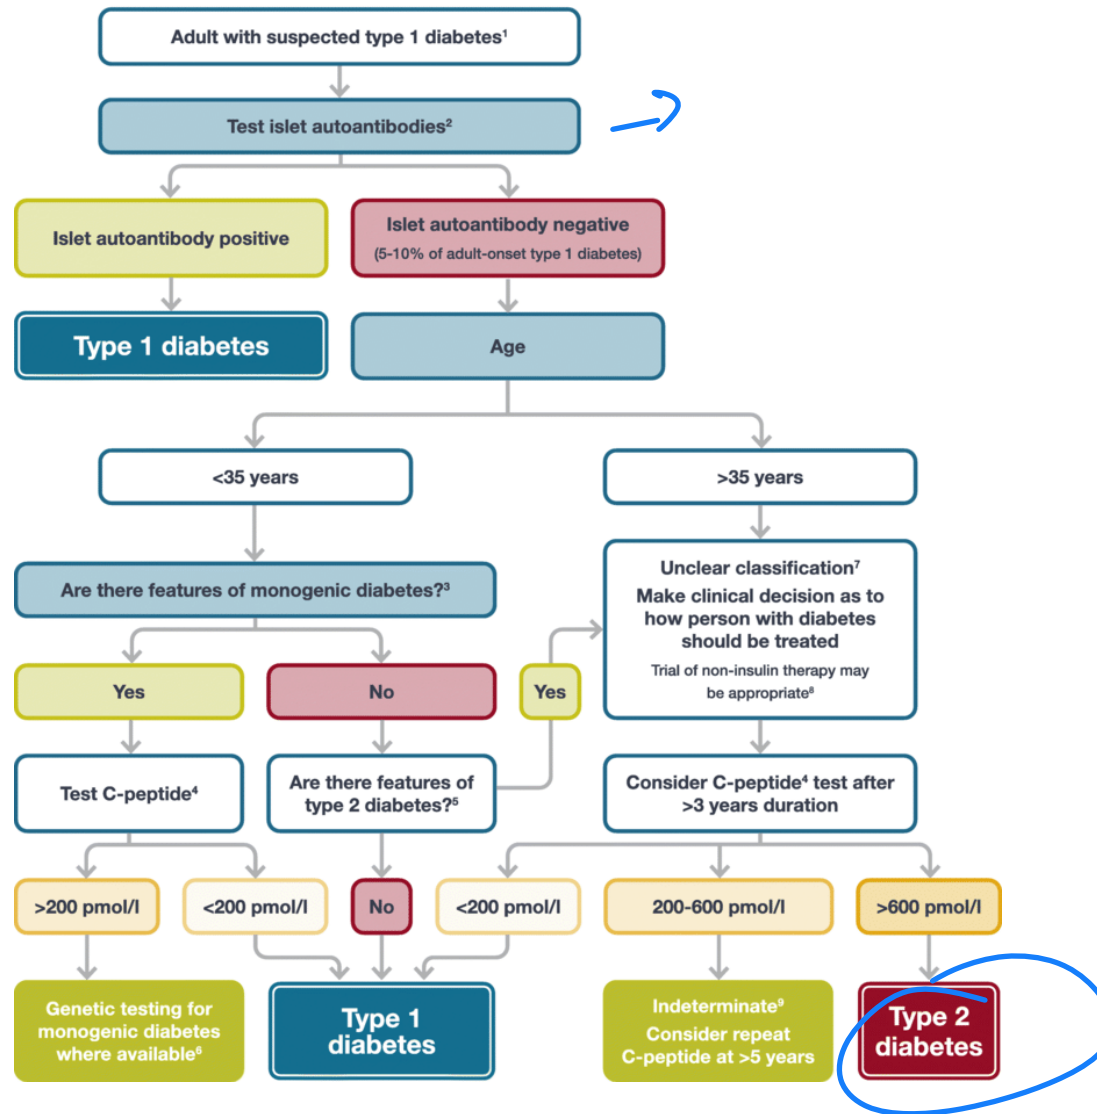 Adult with suspected type 1 diabetes¹
Test islet autoantibodies²
Islet autoantibody positive
Islet autoantibody negative
(5-10% of adult-onset type 1 diabetes)
Type 1 diabetes
Age
<35 years
>35 years
Are there features of monogenic diabetes?³
Unclear classification⁷
Make clinical decision as to
how person with diabetes
should be treated
Trial of non-insulin therapy may
be appropriate⁸
Yes
No
Yes
Test C-peptide⁴
Are there features of
type 2 diabetes?⁵
Consider C-peptide⁴ test after
>3 years duration
>200 pmol/l
<200 pmol/l
No
<200 pmol/l
200-600 pmol/l
>600 pmol/l
Genetic testing for
monogenic diabetes
where available⁶
Type 1
diabetes
Indeterminate⁹
Consider repeat
C-peptide at >5 years
Type 2
diabetes